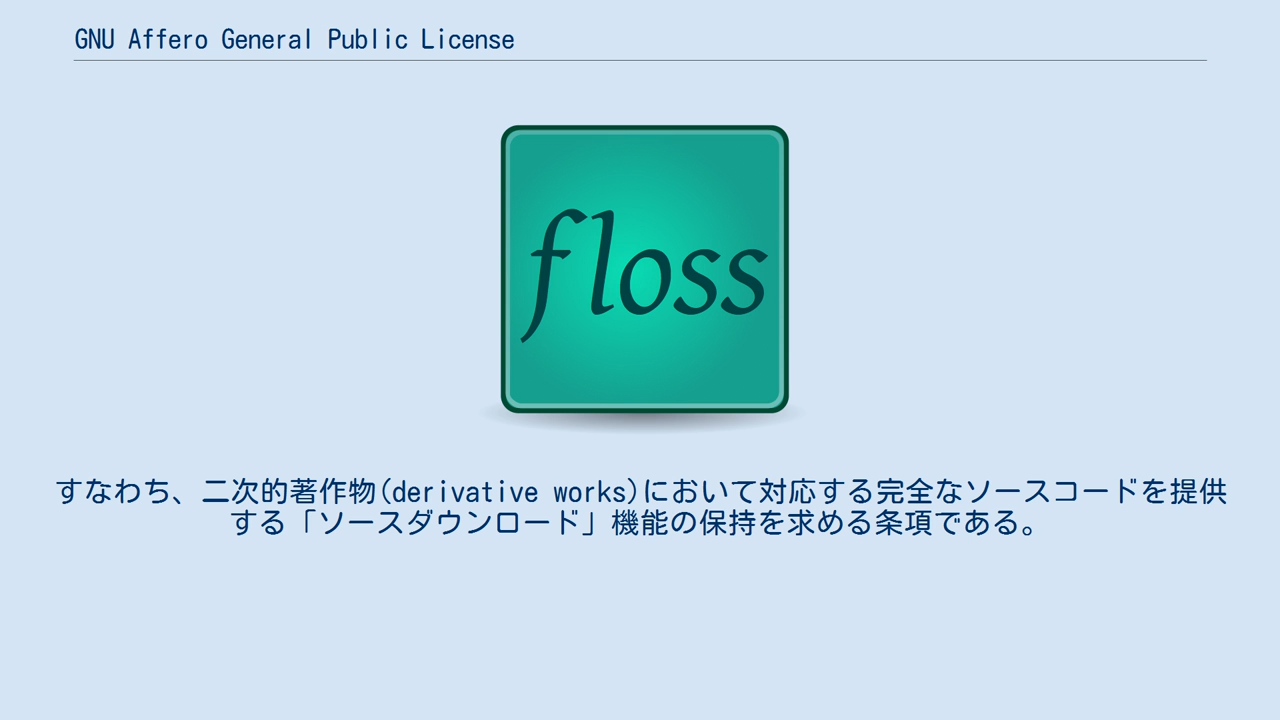 GNU Affero General Public License
floss
すなわち、二次的著作物(derivative works)において対応する完全なソースコードを提供
する「ソースダウンロード」機能の保持を求める条項である。